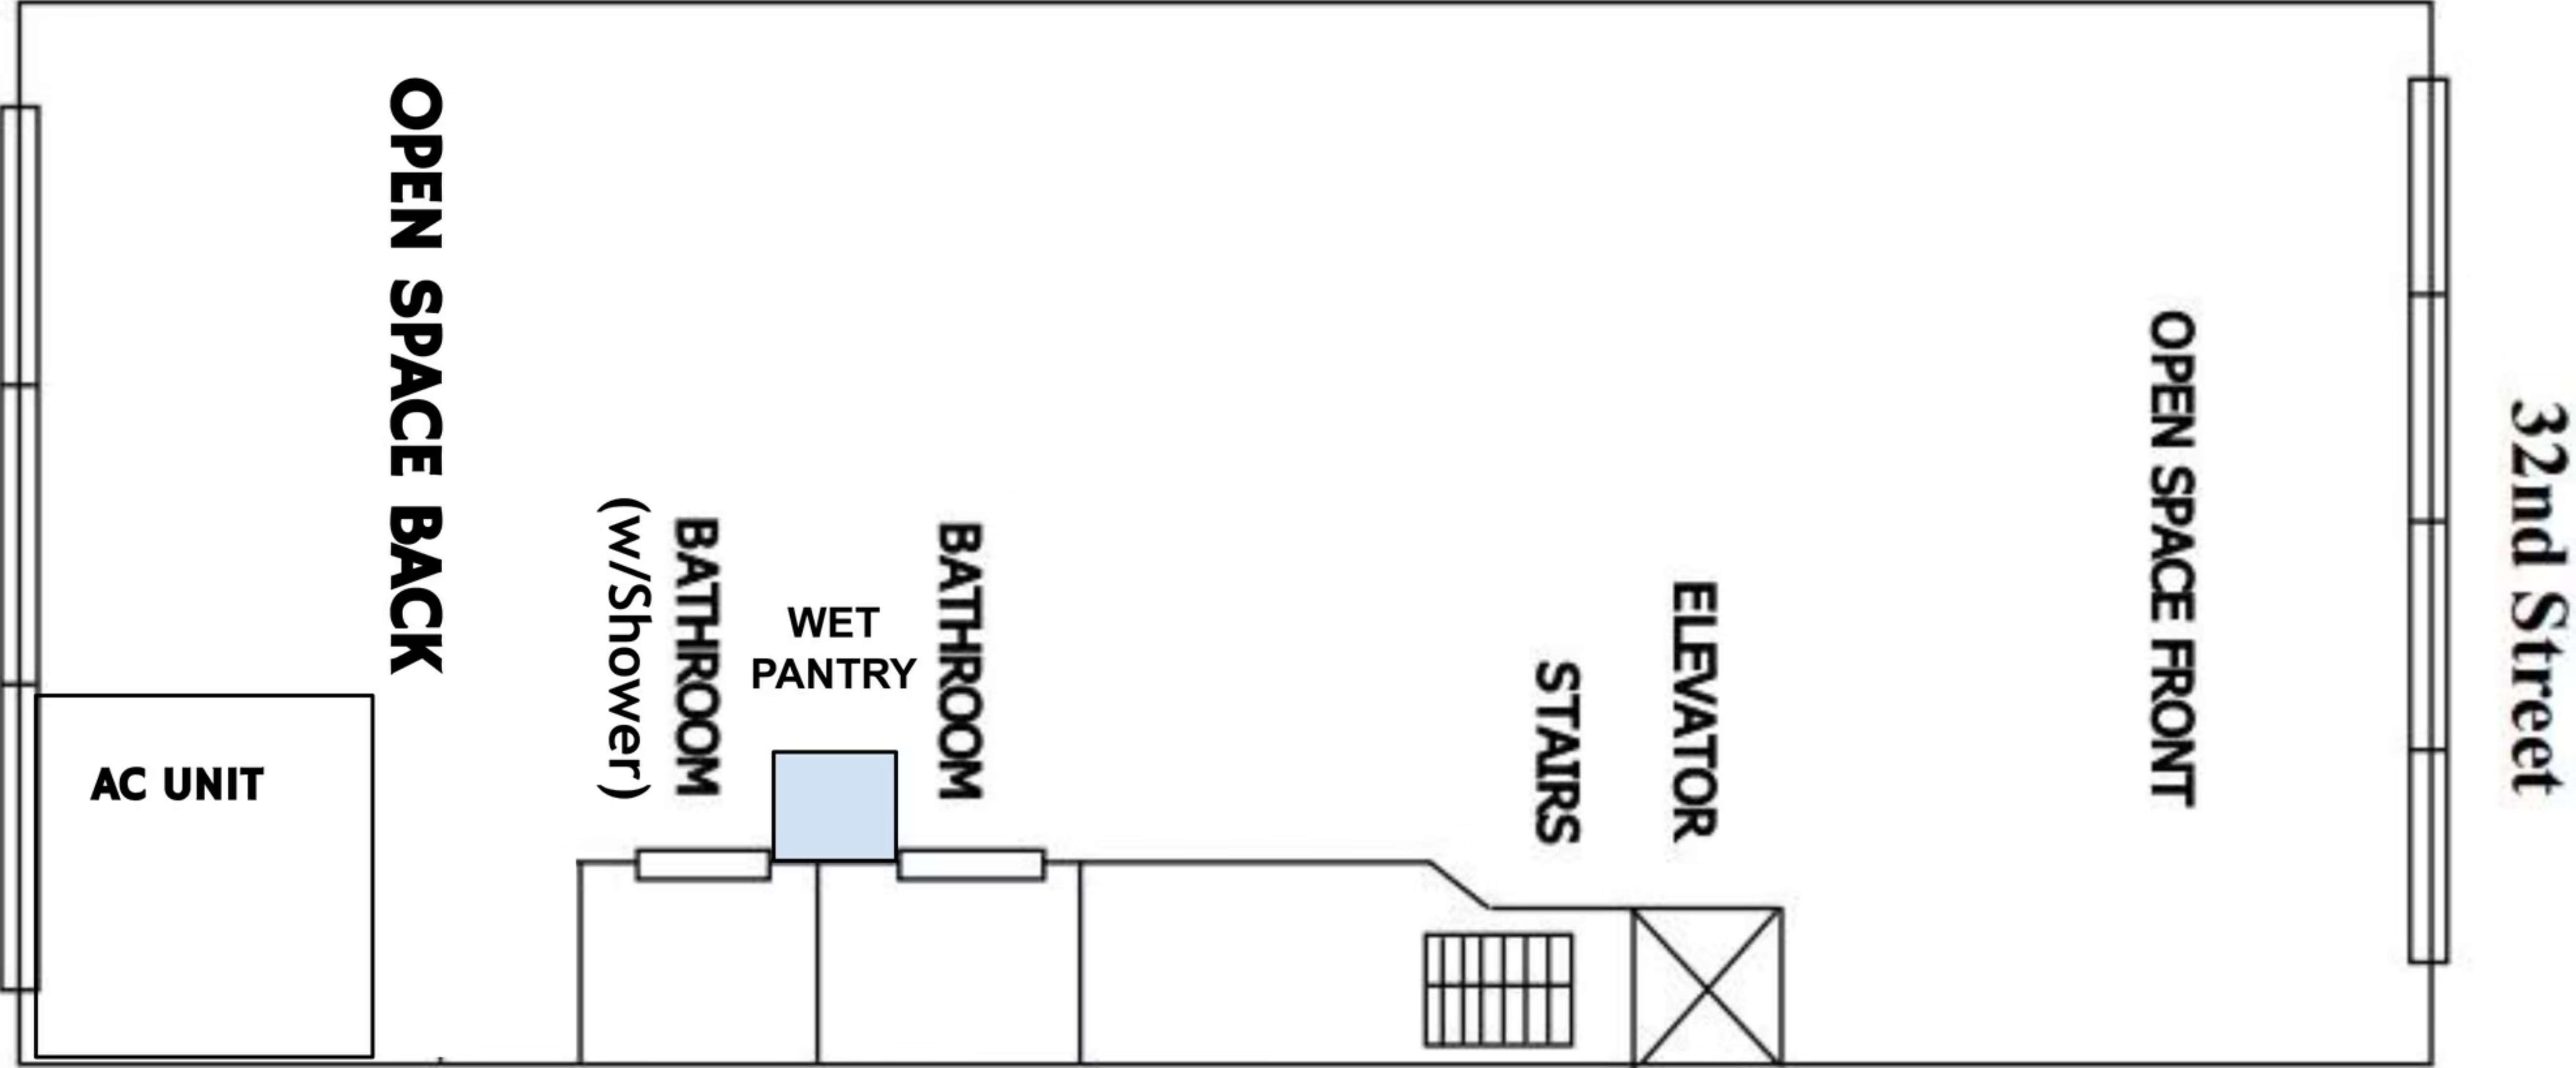 OPEN SPACE BACK
AC UNIT
(w/Shower)
BATHROOM
WET
PANTRY
BATHROOM
STAIRS
ELEVATOR
OPEN SPACE FRONT
32nd Street